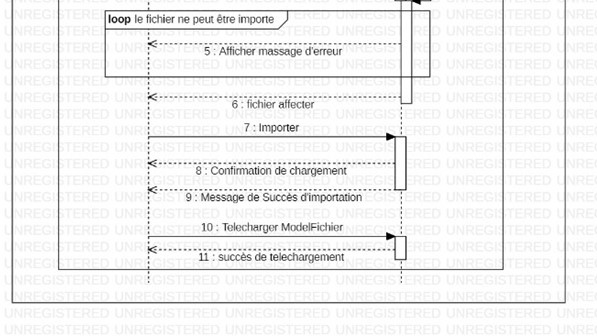 loop le fichier ne peut être importe
5 : Afficher massage d'erreur
6 : fichier affecter
7 : Importer
8 : Confirmation de chargement
9 : Message de Succès d'importation
10 : Telecharger ModelFichier
11 : succès de telechargement
UNREGISTERED